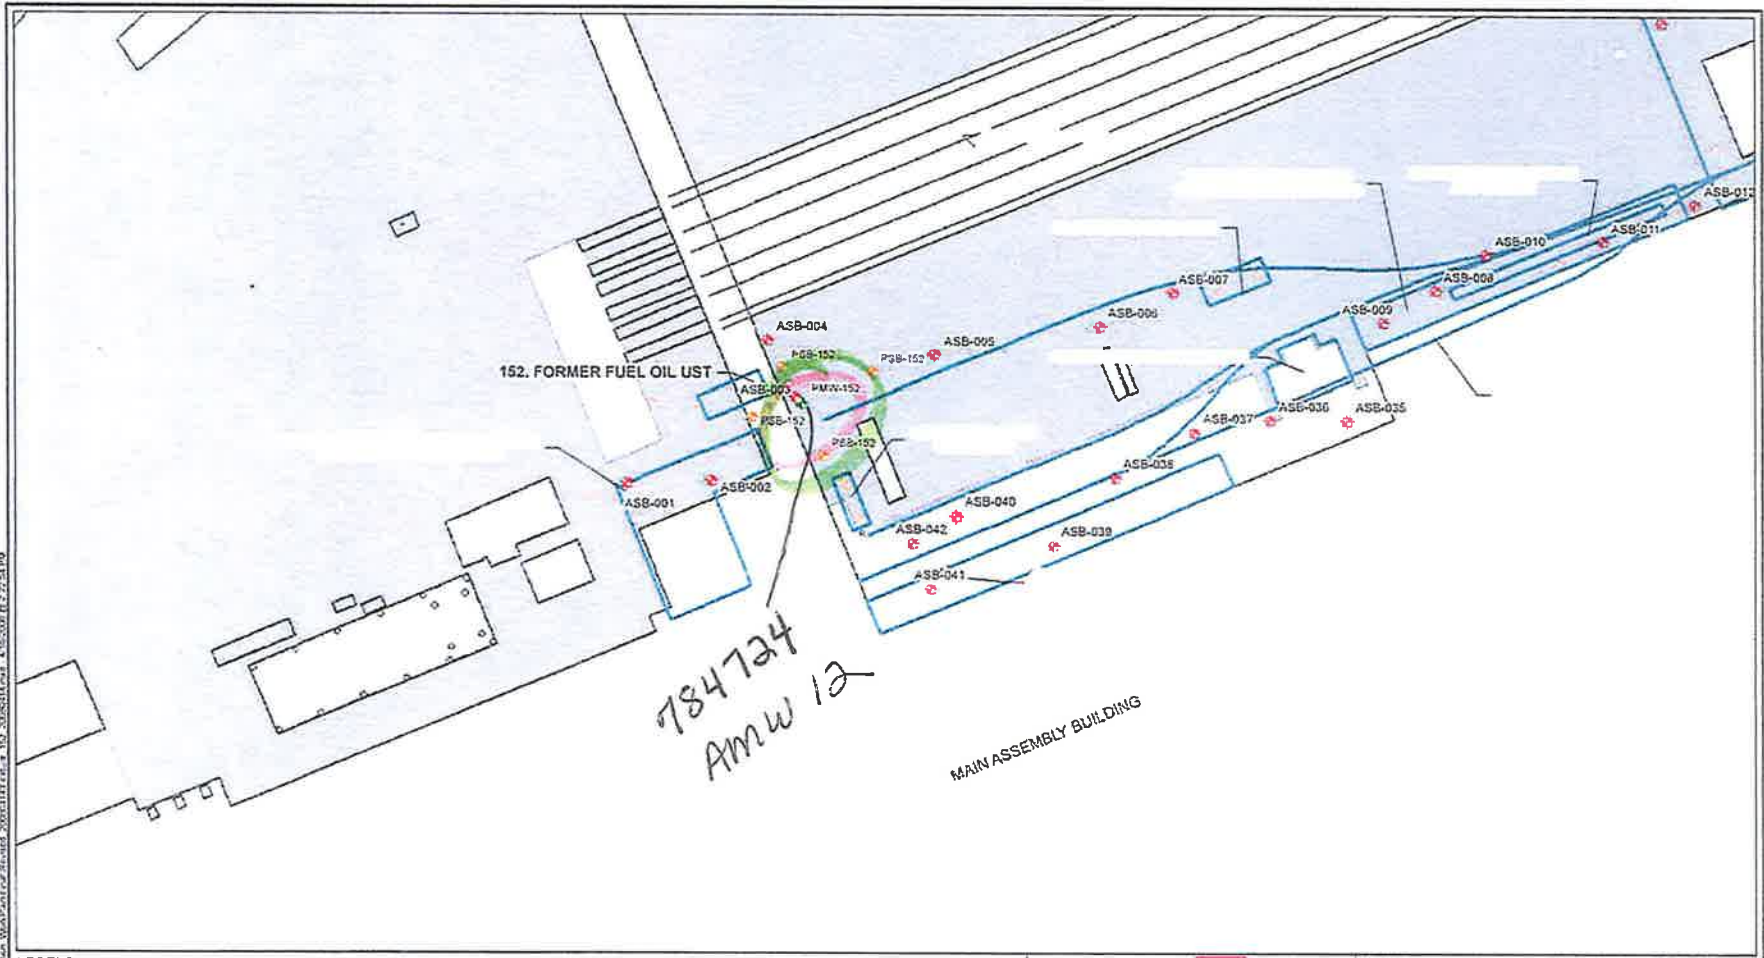 ASB-012
ASB-011
ASB-010
ASB-008
ASB-007
ASB-009
ASB-006
ASB-004
ASB-005
PSB-152
PSB-152
152. FORMER FUEL OIL UST
ASB-003
PMW-152
PSB-152
PSB-152
ASB-037
ASB-036
ASB-035
ASB-038
ASB-001
ASB-002
ASB-040
ASB-042
ASB-039
ASB-041
784724
AMW 12
MAIN ASSEMBLY BUILDING